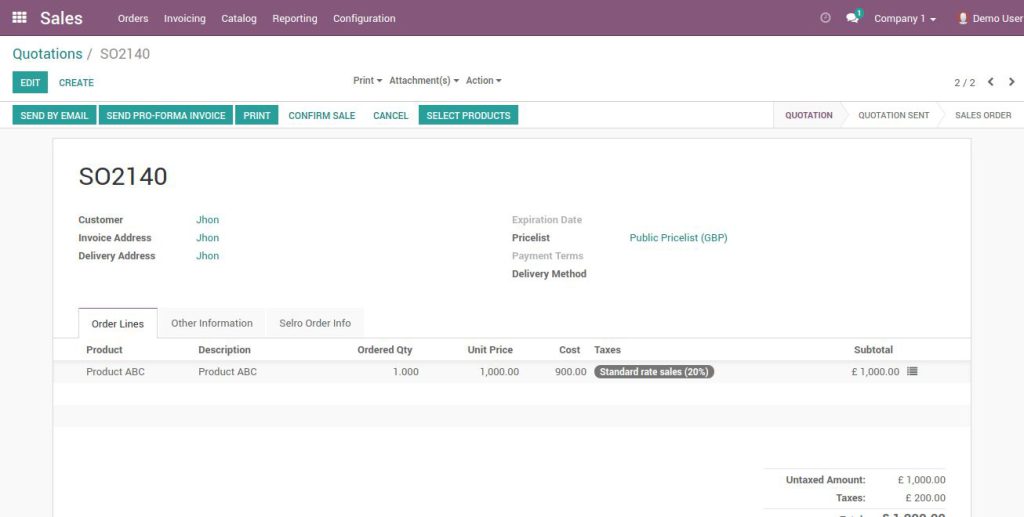 Sales Orders Invoicing Catalog Reporting Configuration 1 Company 1 Demo User
Quotations / SO2140
EDIT CREATE Print Attachment(s) Action 2 / 2
SEND BY EMAIL SEND PRO-FORMA INVOICE PRINT CONFIRM SALE CANCEL SELECT PRODUCTS QUOTATION QUOTATION SENT SALES ORDER
SO2140
Customer Jhon Expiration Date
Invoice Address Jhon Pricelist Public Pricelist (GBP)
Delivery Address Jhon Payment Terms
Delivery Method
Order Lines Other Information Selro Order Info
Product Description Ordered Qty Unit Price Cost Taxes Subtotal
Product ABC Product ABC 1.000 1,000.00 900.00 Standard rate sales (20%) £ 1,000.00
Untaxed Amount: £ 1,000.00
Taxes: £ 200.00